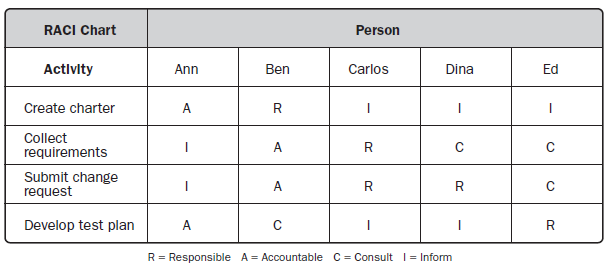 RACI Chart Person
Activity Ann Ben Carlos Dina Ed
Create charter A R I I I
Collect
requirements I A R C C
Submit change
request I A R R C
Develop test plan A C I I R
R = Responsible A = Accountable C = Consult I = Inform